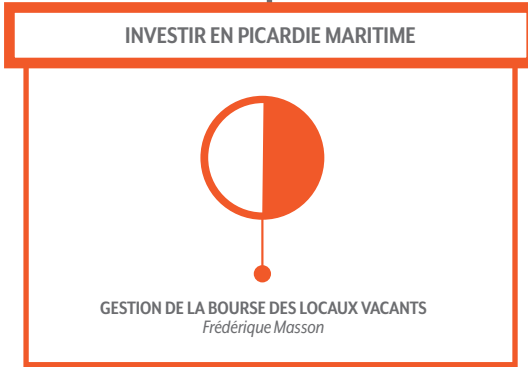 INVESTIR EN PICARDIE MARITIME
GESTION DE LA BOURSE DES LOCAUX VACANTS
Frédérique Masson